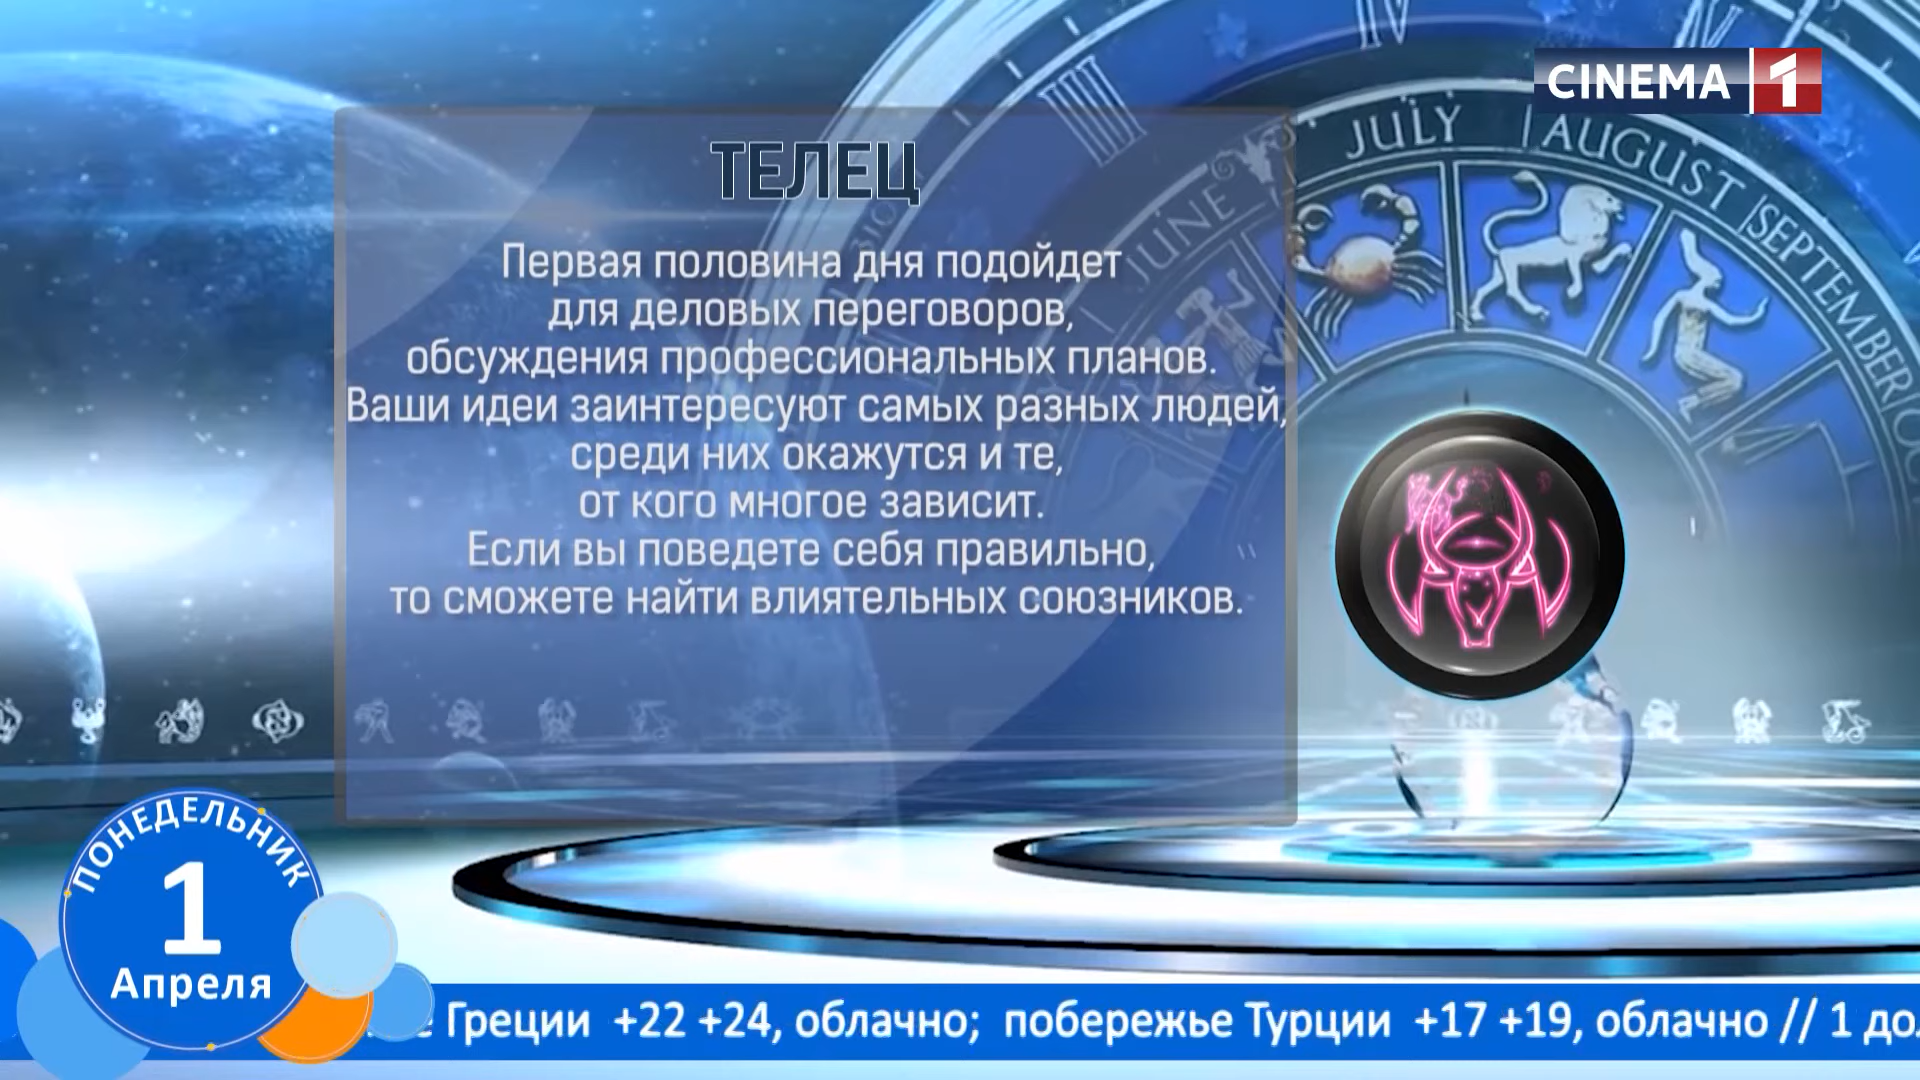 CINEMA 1
JULY
AUGUST
JUNE
SEPTEMBER
ТЕЛЕЦ
Первая половина дня подойдет
для деловых переговоров,
обсуждения профессиональных планов.
Ваши идеи заинтересуют самых разных людей,
среди них окажутся и те,
от кого многое зависит.
Если вы поведете себя правильно,
то сможете найти влиятельных союзников.
ПОНЕДЕЛЬНИК
1
Апреля
Греции +22 +24, облачно; побережье Турции +17 +19, облачно // 1